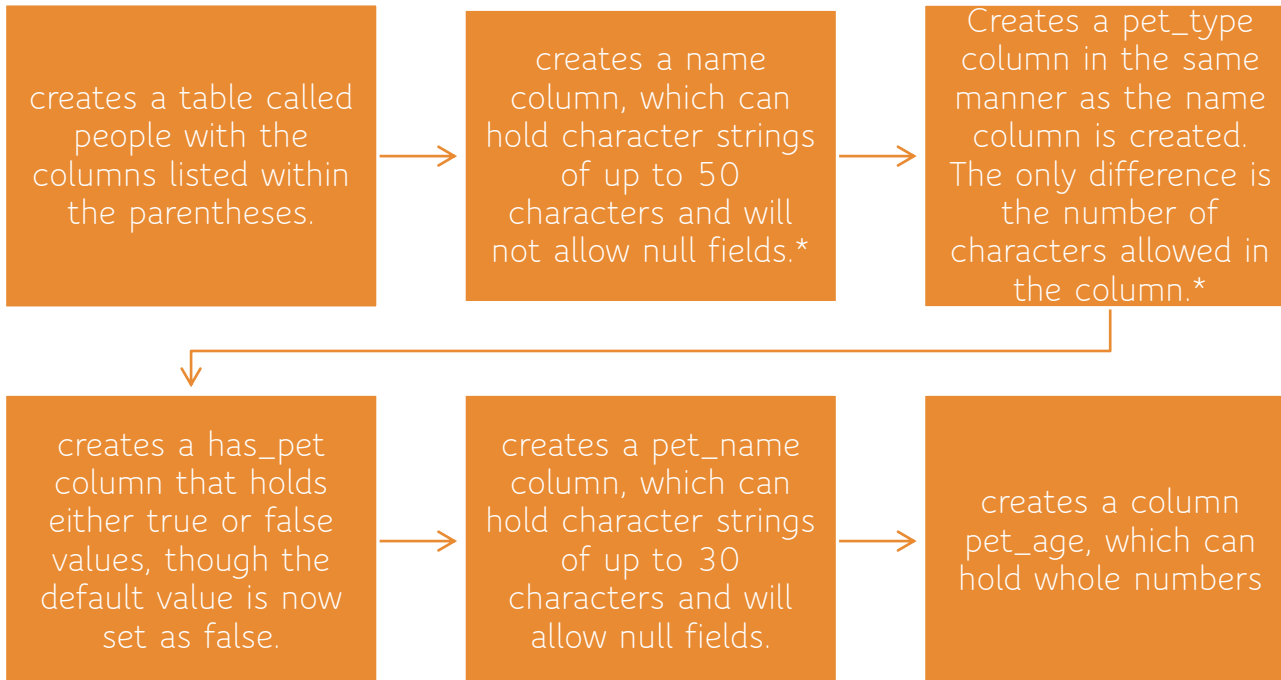 creates a table called
people with the
columns listed within
the parentheses.
creates a name
column, which can
hold character strings
of up to 50
characters and will
not allow null fields.*
Creates a pet_type
column in the same
manner as the name
column is created.
The only difference is
the number of
characters allowed in
the column.*
creates a has_pet
column that holds
either true or false
values, though the
default value is now
set as false.
creates a pet_name
column, which can
hold character strings
of up to 30
characters and will
allow null fields.
creates a column
pet_age, which can
hold whole numbers